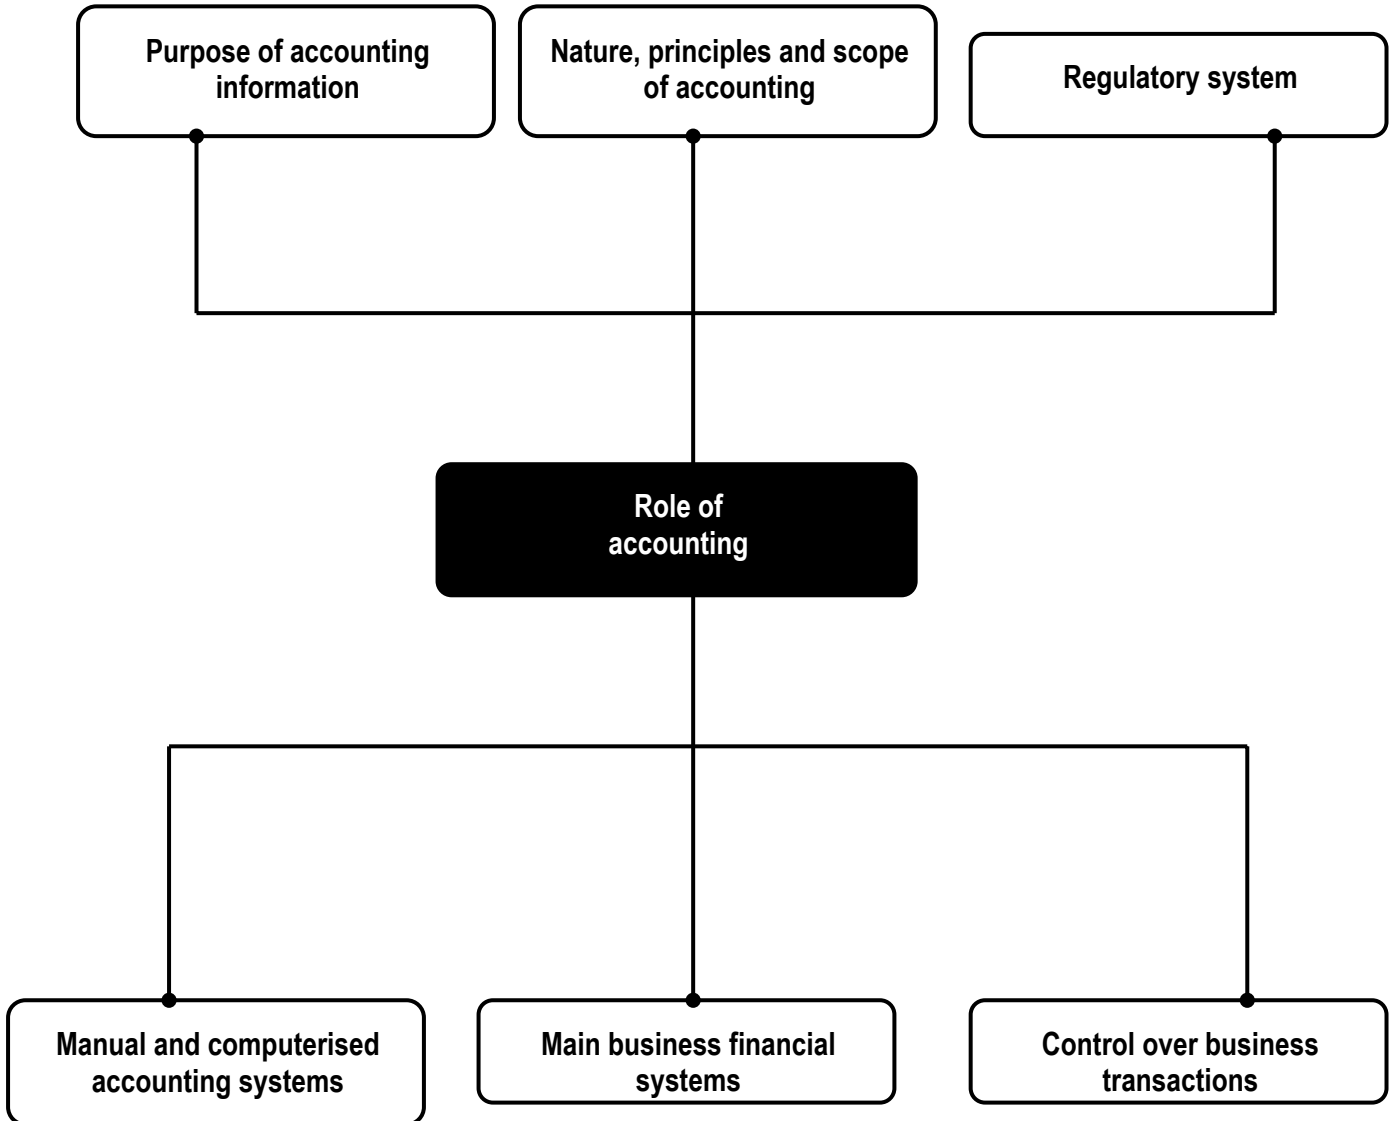 Purpose of accounting
information
Nature, principles and scope
of accounting
Regulatory system
Role of
accounting
Manual and computerised
accounting systems
Main business financial
systems
Control over business
transactions